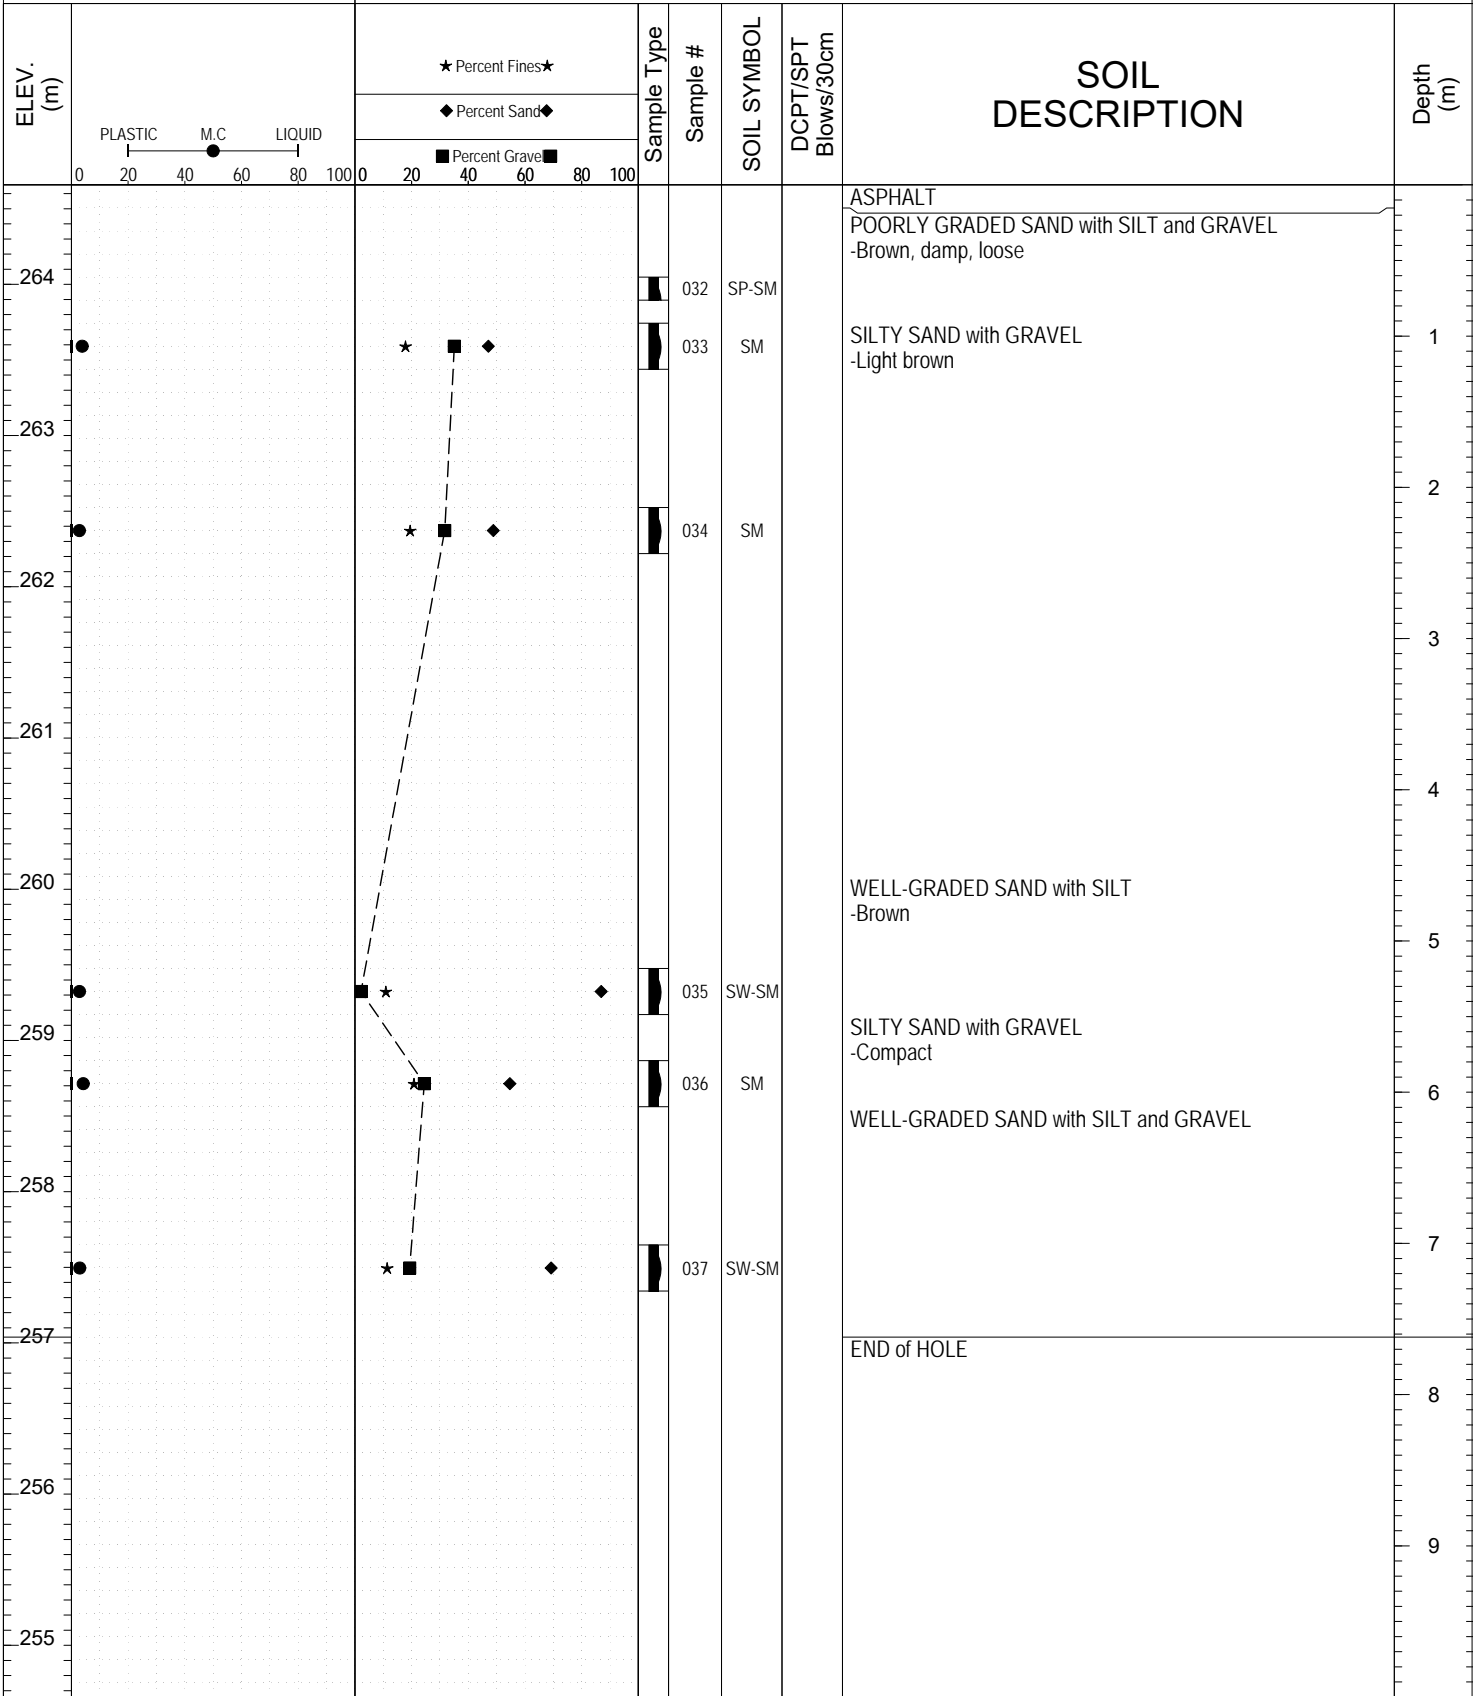 ELEV.
(m)
PLASTIC M.C LIQUID
0 20 40 60 80 100
★ Percent Fines★
◆ Percent Sand◆
■ Percent Gravel■
0 20 40 60 80 100
Sample Type
Sample #
SOIL SYMBOL
DCPT/SPT
Blows/30cm
SOIL
DESCRIPTION
Depth
(m)
ASPHALT
POORLY GRADED SAND with SILT and GRAVEL
-Brown, damp, loose
264
032 SP-SM
033 SM
SILTY SAND with GRAVEL
-Light brown
1
263
2
034 SM
262
3
261
4
260
WELL-GRADED SAND with SILT
-Brown
5
035 SW-SM
259
SILTY SAND with GRAVEL
-Compact
036 SM
6
WELL-GRADED SAND with SILT and GRAVEL
258
7
037 SW-SM
257
END of HOLE
8
256
9
255